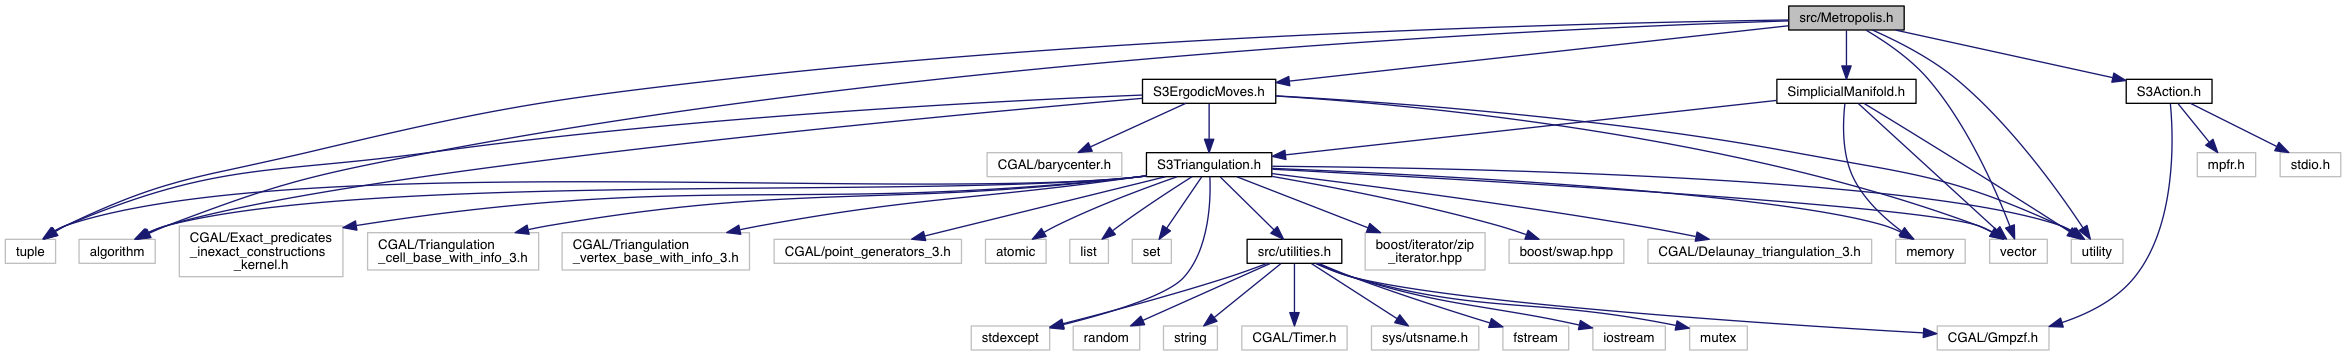 src/Metropolis.h
S3ErgodicMoves.h
SimplicialManifold.h
S3Action.h
CGAL/barycenter.h
S3Triangulation.h
mpfr.h
stdio.h
tuple
algorithm
CGAL/Exact_predicates
_inexact_constructions
_kernel.h
CGAL/Triangulation
_cell_base_with_info_3.h
CGAL/Triangulation
_vertex_base_with_info_3.h
CGAL/point_generators_3.h
atomic
list
set
src/utilities.h
boost/iterator/zip
_iterator.hpp
boost/swap.hpp
CGAL/Delaunay_triangulation_3.h
memory
vector
utility
stdexcept
random
string
CGAL/Timer.h
sys/utsname.h
fstream
iostream
mutex
CGAL/Gmpzf.h